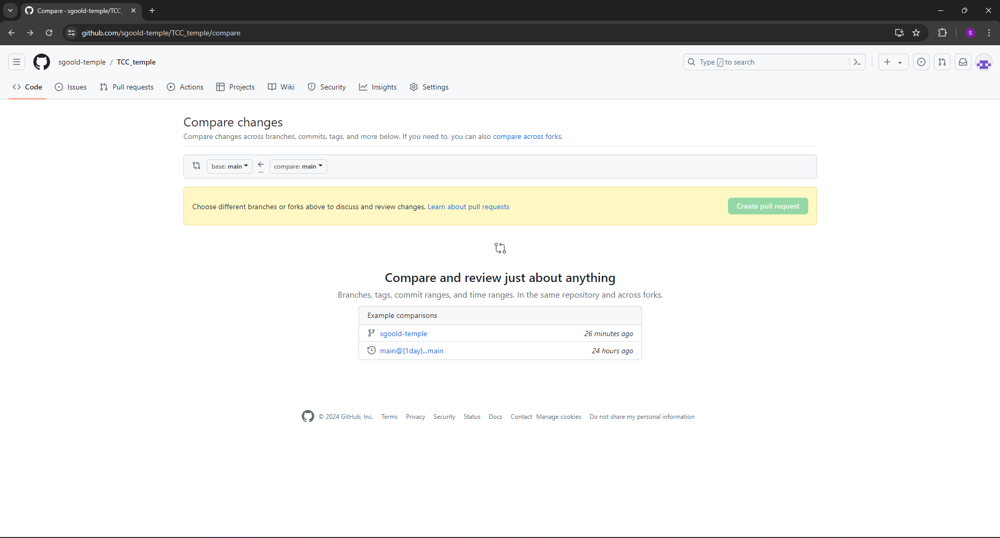 Compare · sgoold-temple/TCC_
github.com/sgoold-temple/TCC_temple/compare
S
sgoold-temple / TCC_temple
Type / to search
Code Issues Pull requests Actions Projects Wiki Security Insights Settings
Compare changes
Compare changes across branches, commits, tags, and more below. If you need to, you can also compare across forks.
base: main ... compare: main
Choose different branches or forks above to discuss and review changes. Learn about pull requests
Create pull request
Compare and review just about anything
Branches, tags, commit ranges, and time ranges. In the same repository and across forks.
Example comparisons
sgoold-temple 26 minutes ago
main@{1day}...main 24 hours ago
© 2024 GitHub, Inc. Terms Privacy Security Status Docs Contact Manage cookies Do not share my personal information